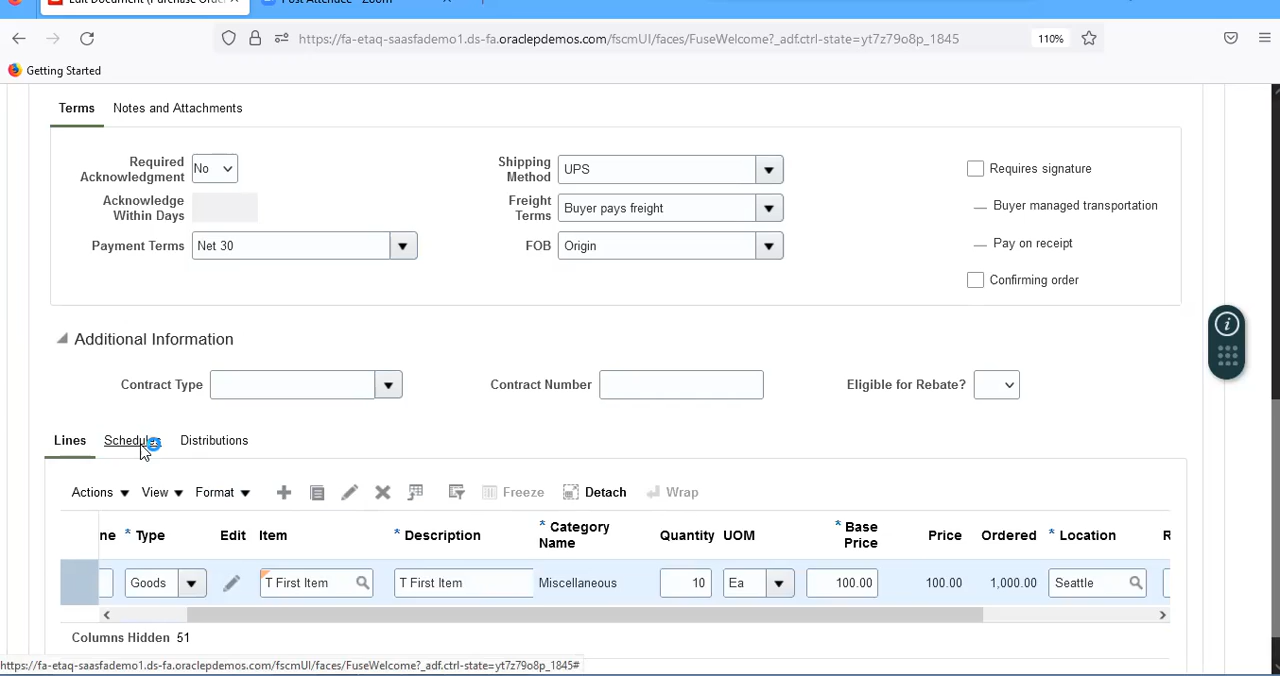 Edit Document (Purchase Orde
Post Attendee - Zoom
https://fa-etaq-saasfademo1.ds-fa.oraclepdemos.com/fscmUI/faces/FuseWelcome?_adf.ctrl-state=yt7z79o8p_1845
110%
Getting Started
Terms Notes and Attachments
Required Acknowledgment No Shipping Method UPS Requires signature
Acknowledge Within Days Freight Terms Buyer pays freight Buyer managed transportation
Payment Terms Net 30 FOB Origin Pay on receipt
Confirming order
Additional Information
Contract Type Contract Number Eligible for Rebate?
Lines Schedules Distributions
Actions View Format Freeze Detach Wrap
ne * Type Edit Item * Description * Category Name Quantity UOM * Base Price Price Ordered * Location R
Goods T First Item T First Item Miscellaneous 10 Ea 100.00 100.00 1,000.00 Seattle
Columns Hidden 51
https://fa-etaq-saasfademo1.ds-fa.oraclepdemos.com/fscmUI/faces/FuseWelcome?_adf.ctrl-state=yt7z79o8p_1845#